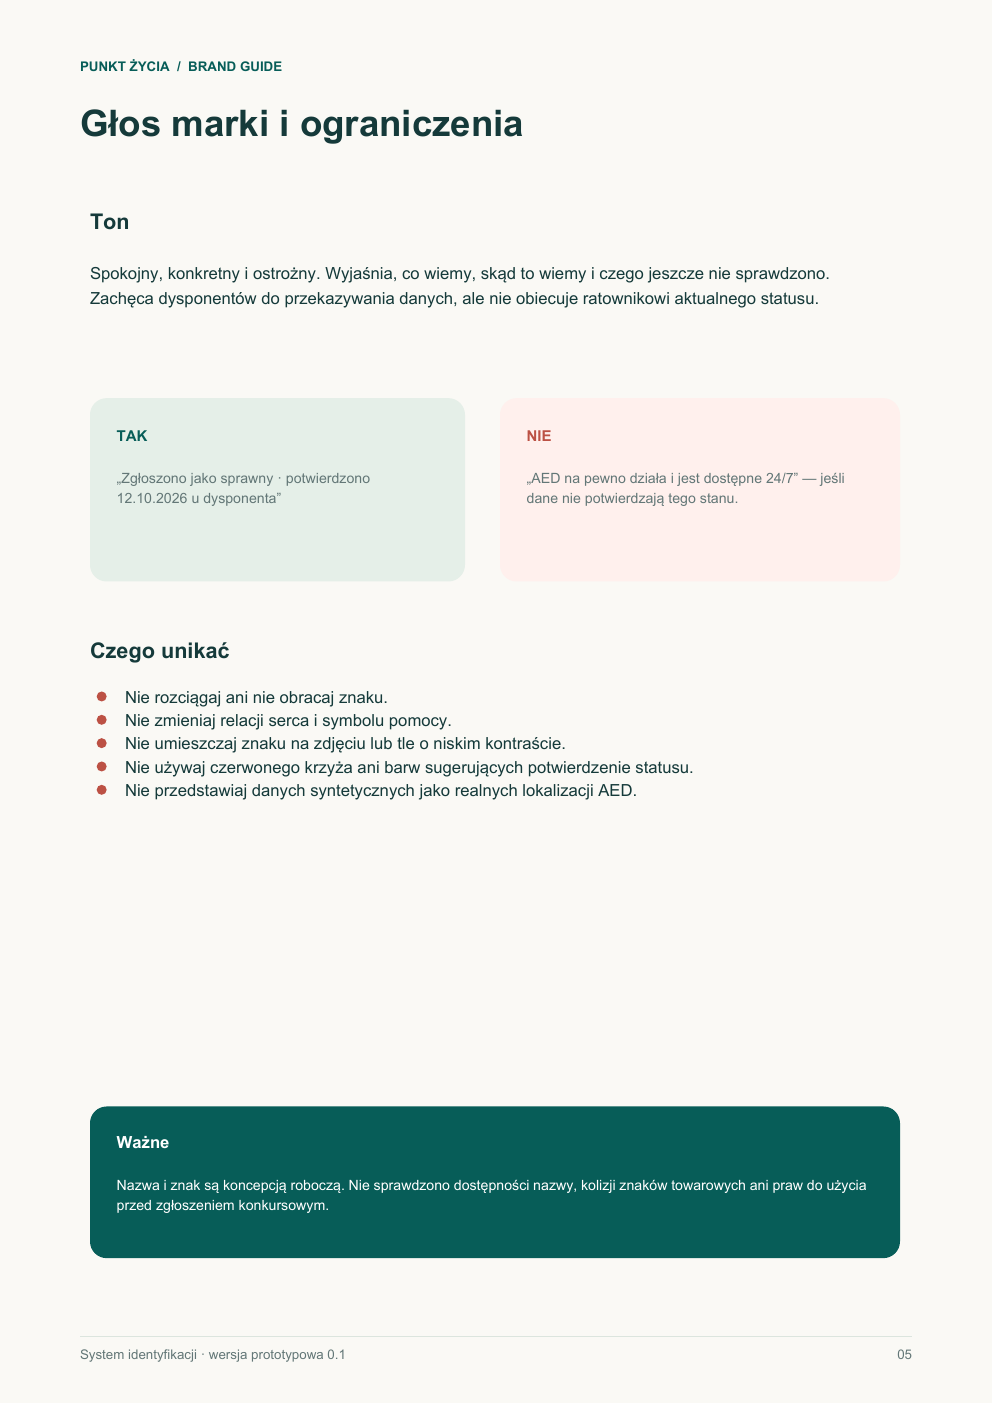 PUNKT ŻYCIA / BRAND GUIDE
Głos marki i ograniczenia
Ton
Spokojny, konkretny i ostrożny. Wyjaśnia, co wiemy, skąd to wiemy i czego jeszcze nie sprawdzono.
Zachęca dysponentów do przekazywania danych, ale nie obiecuje ratownikowi aktualnego statusu.
TAK
„Zgłoszono jako sprawny · potwierdzono
12.10.2026 u dysponenta”
NIE
„AED na pewno działa i jest dostępne 24/7” — jeśli
dane nie potwierdzają tego stanu.
Czego unikać
Nie rozciągaj ani nie obracaj znaku.
Nie zmieniaj relacji serca i symbolu pomocy.
Nie umieszczaj znaku na zdjęciu lub tle o niskim kontraście.
Nie używaj czerwonego krzyża ani barw sugerujących potwierdzenie statusu.
Nie przedstawiaj danych syntetycznych jako realnych lokalizacji AED.
Ważne
Nazwa i znak są koncepcją roboczą. Nie sprawdzono dostępności nazwy, kolizji znaków towarowych ani praw do użycia
przed zgłoszeniem konkursowym.
System identyfikacji · wersja prototypowa 0.1
05